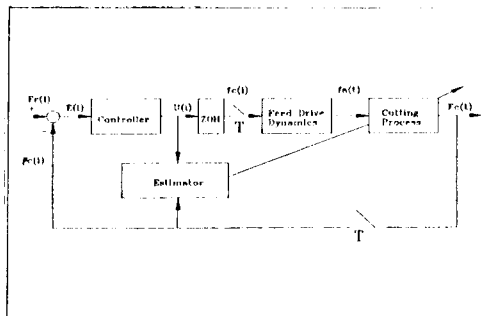 Fr(i)
E(i)
Controller
U(i)
ZOH
fc(i)
T
Feed Drive
Dynamics
fa(t)
Cutting
Process
Fc(t)
Fc(i)
Estimator
T